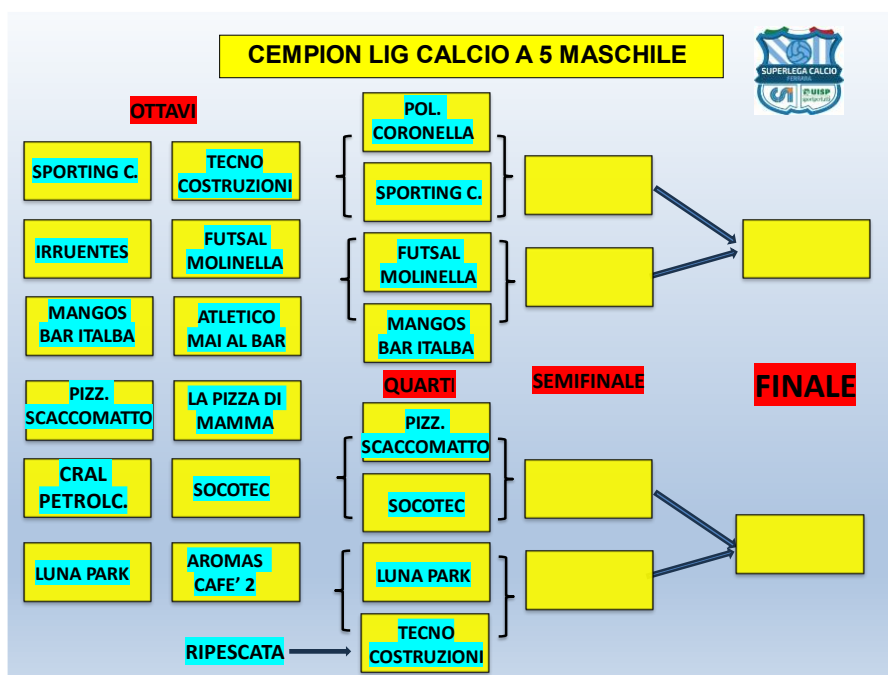 CEMPION LIG CALCIO A 5 MASCHILE
SUPERLEGA CALCIO
FERRARA
CSI
UISP
sportpertutti
OTTAVI
SPORTING C.
TECNO
COSTRUZIONI
IRRUENTES
FUTSAL
MOLINELLA
MANGOS
BAR ITALBA
ATLETICO
MAI AL BAR
PIZZ.
SCACCOMATTO
LA PIZZA DI
MAMMA
CRAL
PETROLC.
SOCOTEC
LUNA PARK
AROMAS
CAFE’ 2
RIPESCATA
POL.
CORONELLA
SPORTING C.
FUTSAL
MOLINELLA
MANGOS
BAR ITALBA
QUARTI
PIZZ.
SCACCOMATTO
SOCOTEC
LUNA PARK
TECNO
COSTRUZIONI
SEMIFINALE
FINALE